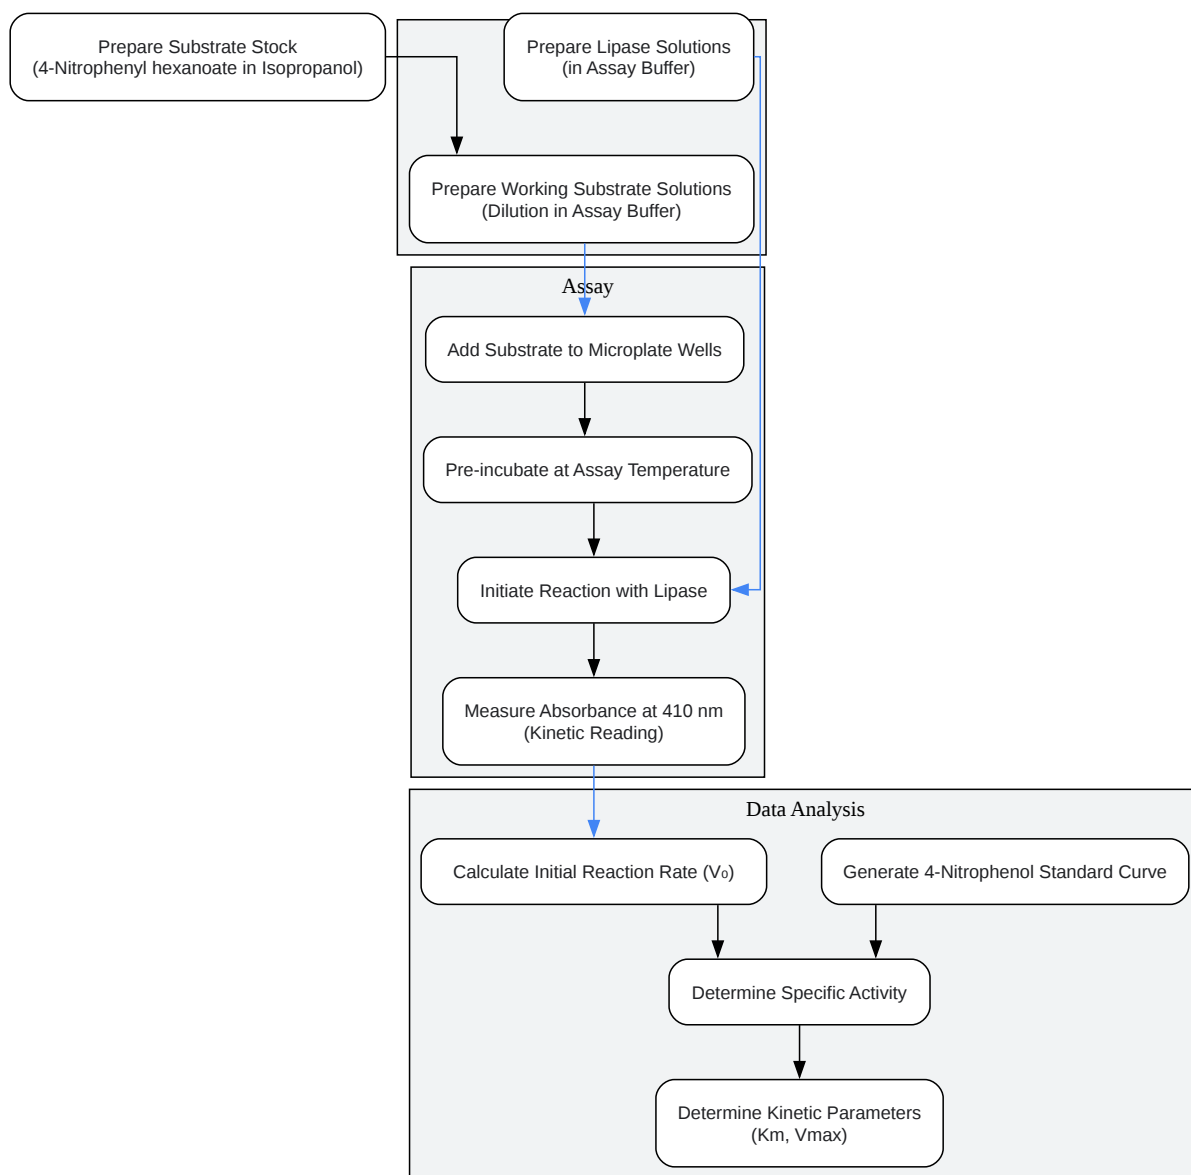 Prepare Substrate Stock
(4-Nitrophenyl hexanoate in Isopropanol)
Prepare Lipase Solutions
(in Assay Buffer)
Prepare Working Substrate Solutions
(Dilution in Assay Buffer)
Assay
Add Substrate to Microplate Wells
Pre-incubate at Assay Temperature
Initiate Reaction with Lipase
Measure Absorbance at 410 nm
(Kinetic Reading)
Data Analysis
Calculate Initial Reaction Rate (V₀)
Generate 4-Nitrophenol Standard Curve
Determine Specific Activity
Determine Kinetic Parameters
(Km, Vmax)